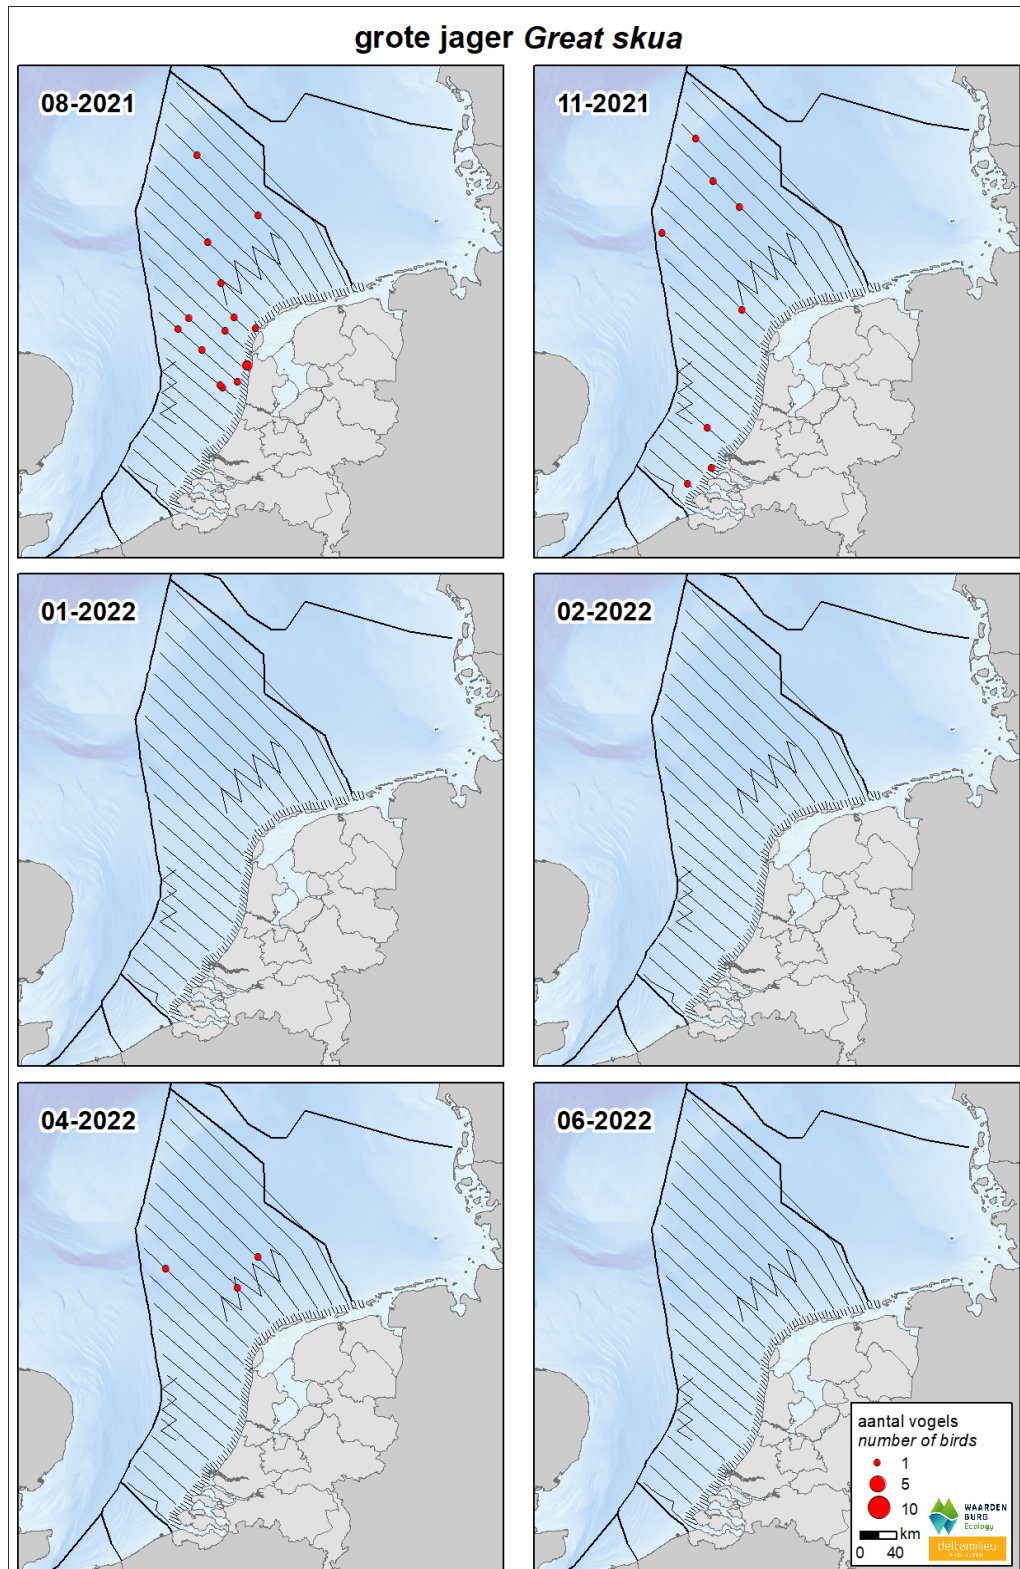 grote jager Great skua
08-2021
11-2021
01-2022
02-2022
04-2022
06-2022
aantal vogels
number of birds
1
5
10
km
0 40
WAARDEN
BURG
Ecology
deltamilieu